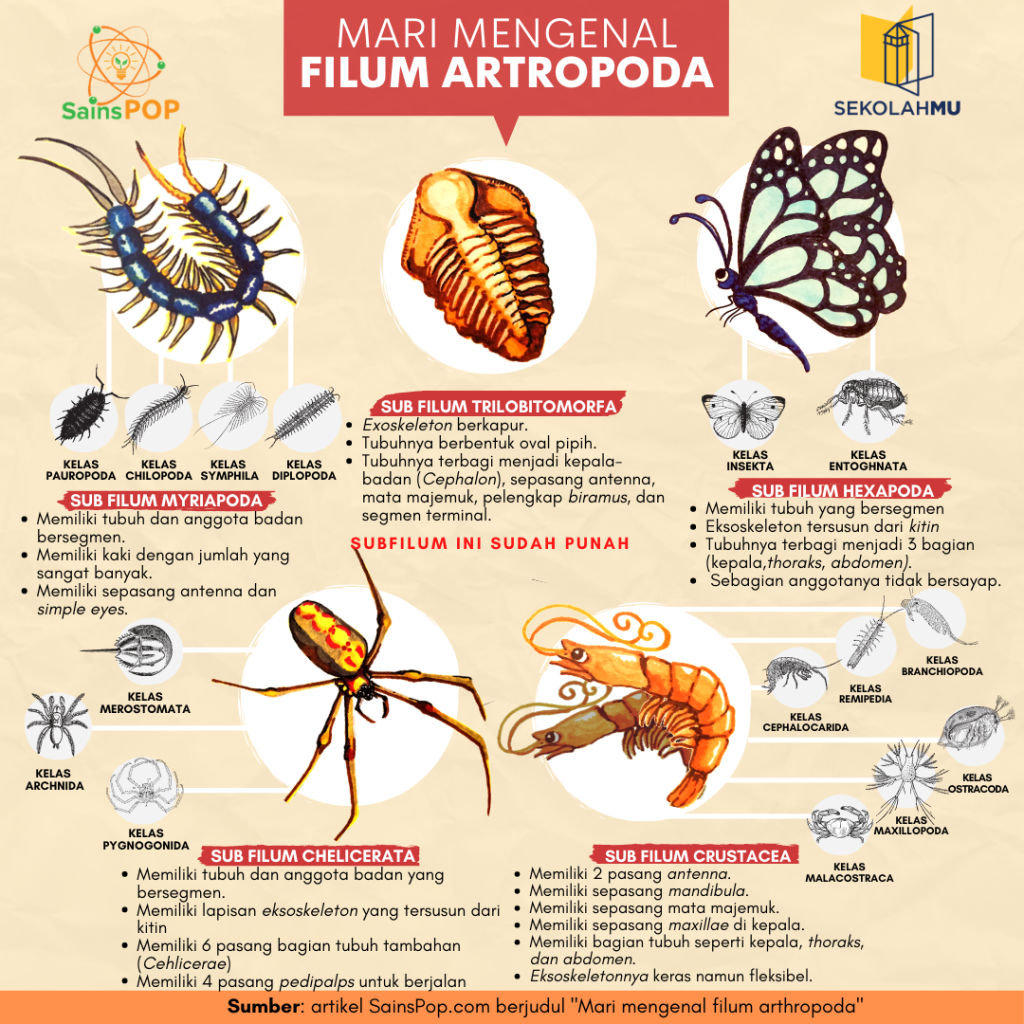 MARI MENGENAL
FILUM ARTROPODA
SainsPOP
SEKOLAHMU
KELAS
PAUROPODA
KELAS
CHILOPODA
KELAS
SYMPHILA
KELAS
DIPLOPODA
SUB FILUM MYRIAPODA
• Memiliki tubuh dan anggota badan
bersegmen.
• Memiliki kaki dengan jumlah yang
sangat banyak.
• Memiliki sepasang antenna dan
simple eyes.
SUB FILUM TRILOBITOMORFA
• Exoskeleton berkapur.
• Tubuhnya berbentuk oval pipih.
• Tubuhnya terbagi menjadi kepala-
badan (Cephalon), sepasang antenna,
mata majemuk, pelengkap biramus, dan
segmen terminal.
SUBFILUM INI SUDAH PUNAH
KELAS
INSEKTA
KELAS
ENTOGHNATA
SUB FILUM HEXAPODA
• Memiliki tubuh yang bersegmen
• Eksoskeleton tersusun dari kitin
• Tubuhnya terbagi menjadi 3 bagian
(kepala,thoraks, abdomen).
• Sebagian anggotanya tidak bersayap.
KELAS
MEROSTOMATA
KELAS
ARCHNIDA
KELAS
PYGNOGONIDA
SUB FILUM CHELICERATA
• Memiliki tubuh dan anggota badan yang
bersegmen.
• Memiliki lapisan eksoskeleton yang tersusun dari
kitin
• Memiliki 6 pasang bagian tubuh tambahan
(Cehlicerae)
• Memiliki 4 pasang pedipalps untuk berjalan
KELAS
BRANCHIOPODA
KELAS
REMIPEDIA
KELAS
CEPHALOCARIDA
KELAS
OSTRACODA
KELAS
MAXILLOPODA
KELAS
MALACOSTRACA
SUB FILUM CRUSTACEA
• Memiliki 2 pasang antenna.
• Memiliki sepasang mandibula.
• Memiliki sepasang mata majemuk.
• Memiliki sepasang maxillae di kepala.
• Memiliki bagian tubuh seperti kepala, thoraks,
dan abdomen.
• Eksoskeletonnya keras namun fleksibel.
Sumber: artikel SainsPop.com berjudul "Mari mengenal filum arthropoda"